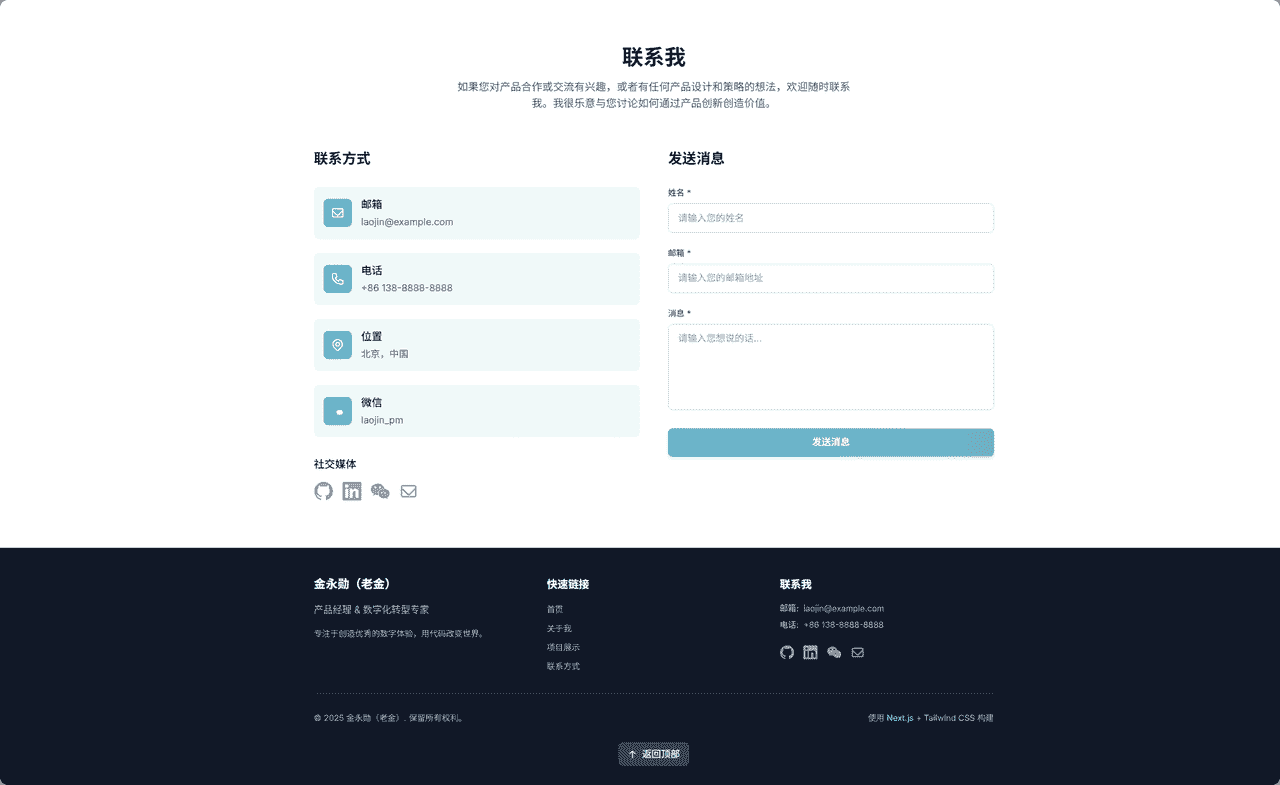 联系我
如果您对产品合作或交流有兴趣，或者有任何产品设计和策略的想法，欢迎随时联系
我。我很乐意与您讨论如何通过产品创新创造价值。
联系方式
邮箱
laojin@example.com
电话
+86 138-8888-8888
位置
北京，中国
微信
laojin_pm
社交媒体
发送消息
姓名 *
请输入您的姓名
邮箱 *
请输入您的邮箱地址
消息 *
请输入您想说的话...
发送消息
金永勋（老金）
产品经理 & 数字化转型专家
专注于创造优秀的数字体验，用代码改变世界。
快速链接
首页
关于我
项目展示
联系方式
联系我
邮箱: laojin@example.com
电话: +86 138-8888-8888
© 2025 金永勋（老金）. 保留所有权利。
使用 Next.js + Tailwind CSS 构建
↑ 返回顶部